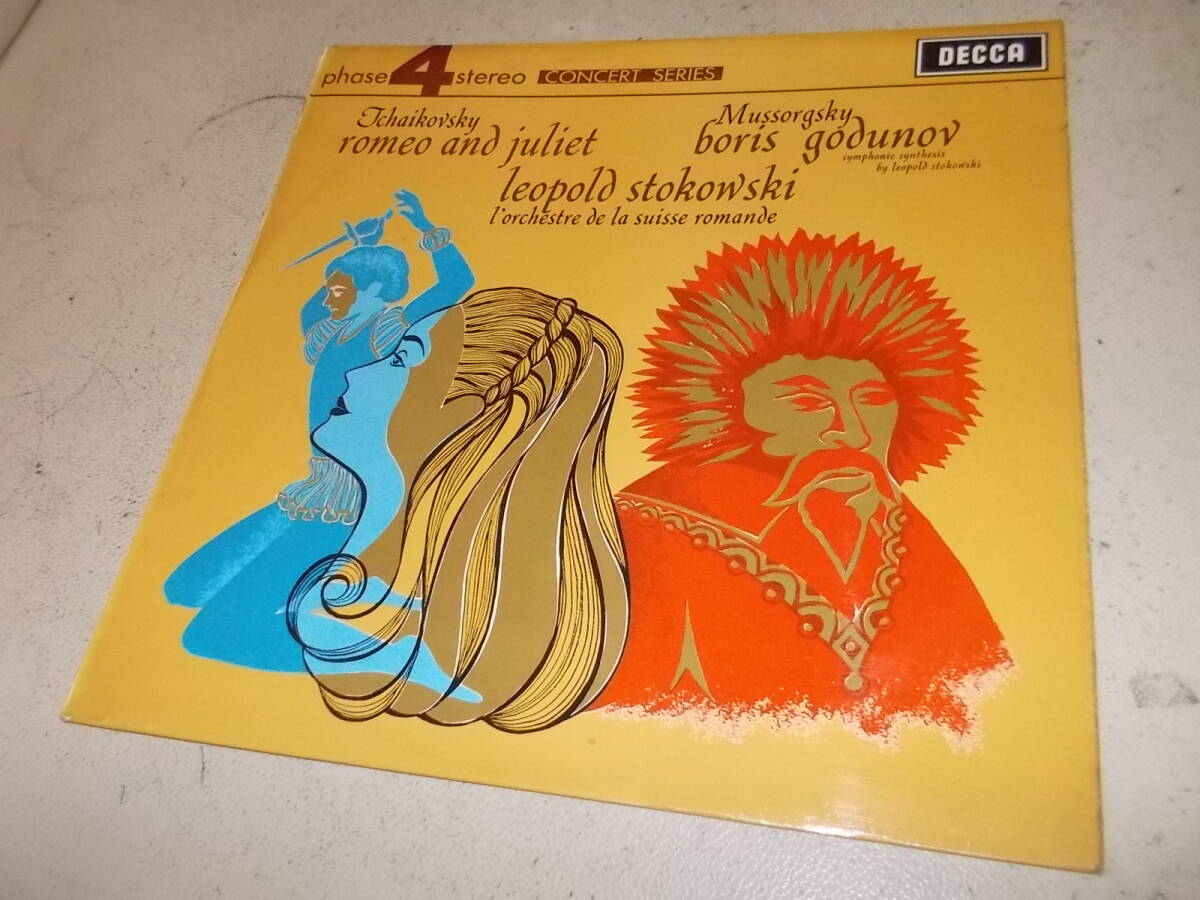 phase 4 stereo CONCERT SERIES
DECCA
Tchaikovsky
romeo and juliet
Mussorgsky
boris godunov
symphonic synthesis
by leopold stokowski
leopold stokowski
l'orchestre de la suisse romande